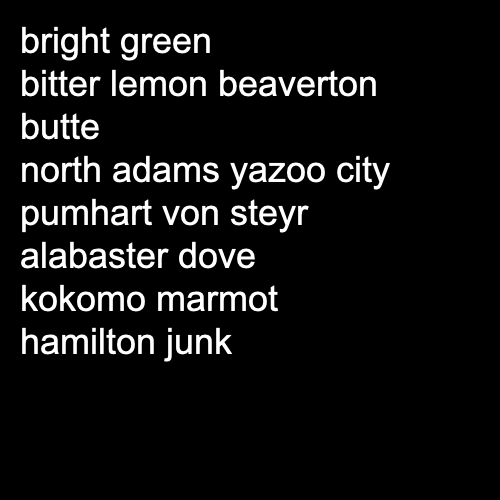 bright green
bitter lemon beaverton
butte
north adams yazoo city
pumhart von steyr
alabaster dove
kokomo marmot
hamilton junk